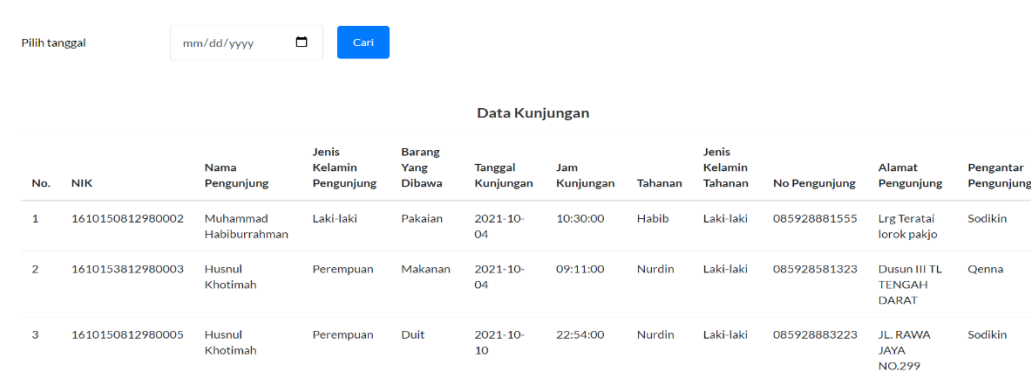 Pilih tanggal mm/dd/yyyy Cari
Data Kunjungan
No. NIK Nama Pengunjung Jenis Kelamin Pengunjung Barang Yang Dibawa Tanggal Kunjungan Jam Kunjungan Tahanan Jenis Kelamin Tahanan No Pengunjung Alamat Pengunjung Pengantar Pengunjung
1 1610150812980002 Muhammad Habiburrahman Laki-laki Pakaian 2021-10-04 10:30:00 Habib Laki-laki 085928881555 Lrg Teratai lorok pakjo Sodikin
2 1610153812980003 Husnul Khotimah Perempuan Makanan 2021-10-04 09:11:00 Nurdin Laki-laki 085928581323 Dusun III TL TENGAH DARAT Qenna
3 1610150812980005 Husnul Khotimah Perempuan Duit 2021-10-10 22:54:00 Nurdin Laki-laki 085928883223 JL. RAWA JAYA NO.299 Sodikin